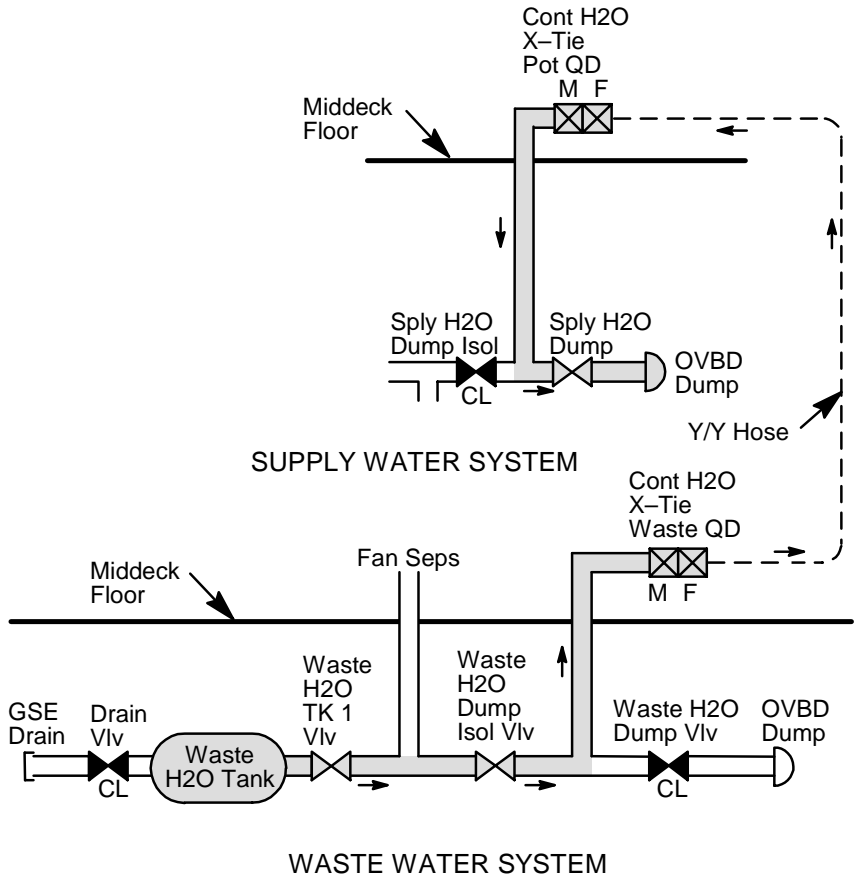 Cont H2O
X–Tie
Pot QD
M F
Middeck
Floor
Sply H2O
Dump Isol
CL
Sply H2O
Dump
OVBD
Dump
Y/Y Hose
SUPPLY WATER SYSTEM
Cont H2O
X–Tie
Waste QD
M F
Fan Seps
Middeck
Floor
GSE
Drain
Drain
Vlv
CL
Waste
H2O Tank
Waste
H2O
TK 1
Vlv
Waste
H2O
Dump
Isol Vlv
Waste H2O
Dump Vlv
CL
OVBD
Dump
WASTE WATER SYSTEM